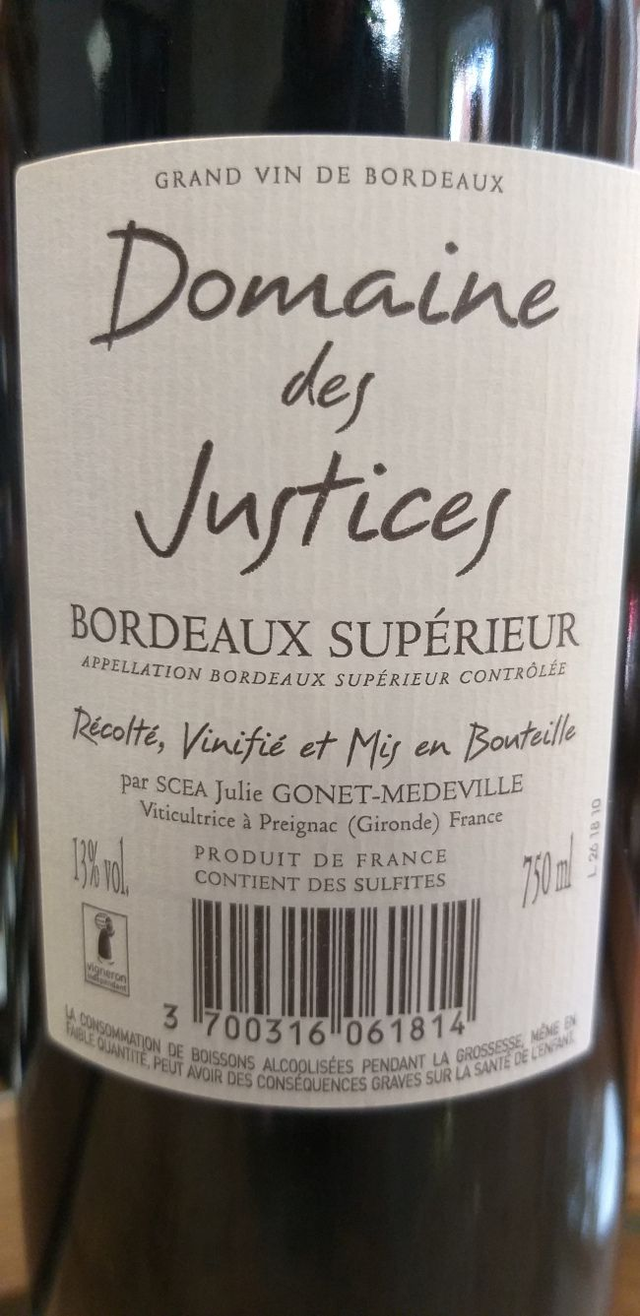 GRAND VIN DE BORDEAUX
Domaine
des
Justices
BORDEAUX SUPÉRIEUR
APPELLATION BORDEAUX SUPÉRIEUR CONTRÔLÉE
Récolté, Vinifié et Mis en Bouteille
par SCEA Julie GONET-MEDEVILLE
Viticultrice à Preignac (Gironde) France
13% vol.
PRODUIT DE FRANCE
CONTIENT DES SULFITES
750 ml
L 26 18 10
vigneron
indépendant
3 700316 061814
LA CONSOMMATION DE BOISSONS ALCOOLISÉES PENDANT LA GROSSESSE, MÊME EN
FAIBLE QUANTITÉ, PEUT AVOIR DES CONSÉQUENCES GRAVES SUR LA SANTÉ DE L'ENFANT.